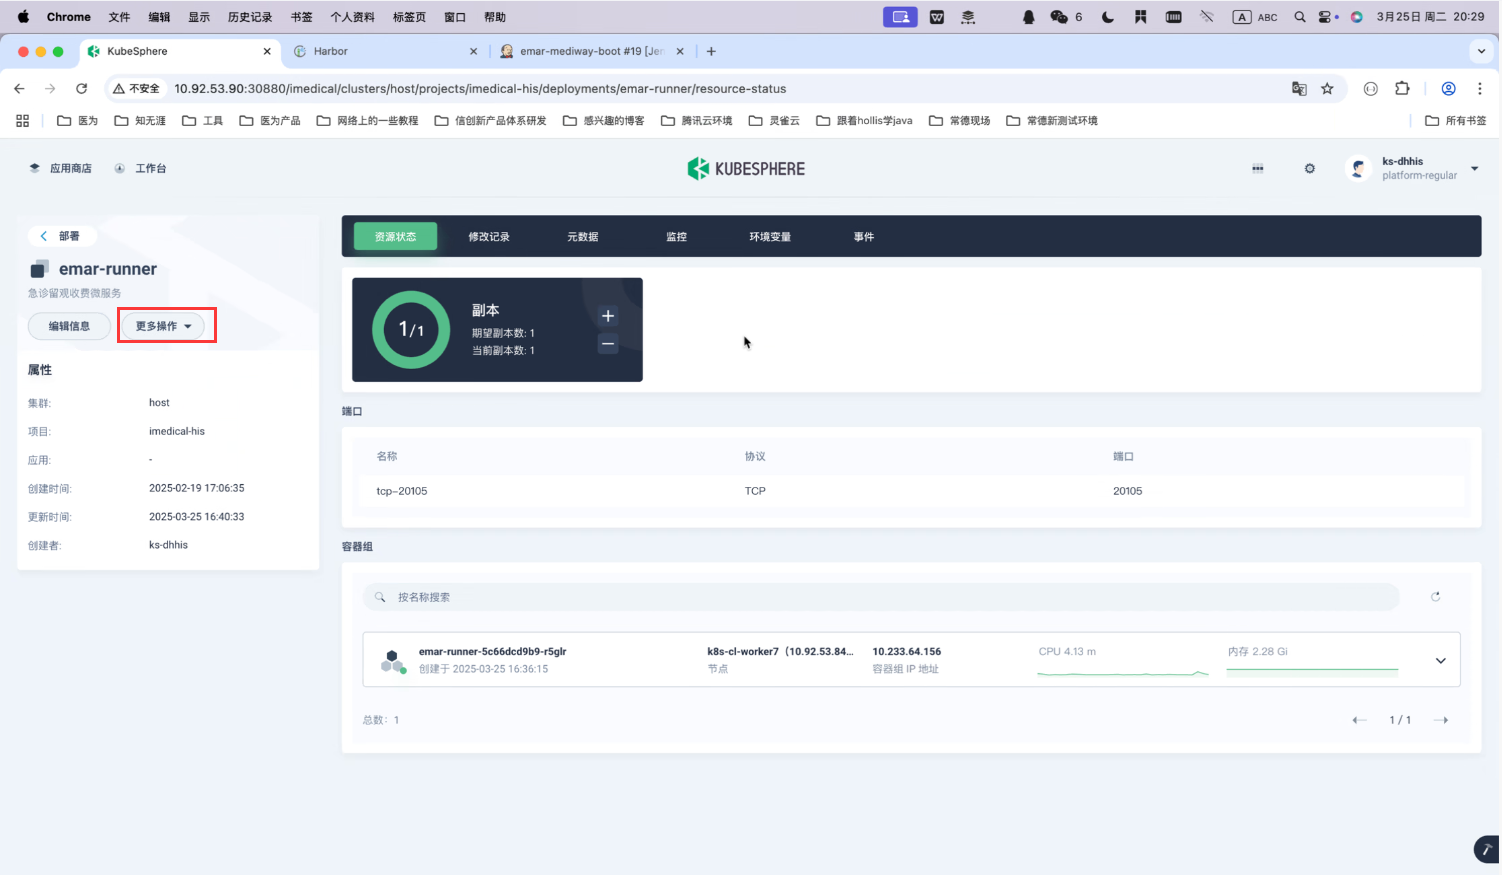 Chrome 文件 编辑 显示 历史记录 书签 个人资料 标签页 窗口 帮助 6 A ABC 3月25日 周二 20:29
KubeSphere Harbor emar-mediway-boot #19 [Jen
不安全 10.92.53.90:30880/imedical/clusters/host/projects/imedical-his/deployments/emar-runner/resource-status
医为 知无涯 工具 医为产品 网络上的一些教程 信创新产品体系研发 感兴趣的博客 腾讯云环境 灵雀云 跟着hollis学java 常德现场 常德新测试环境 所有书签
应用商店 工作台 KUBESPHERE ks-dhhis
platform-regular
部署
emar-runner
急诊留观收费微服务
编辑信息 更多操作
属性
集群: host
项目: imedical-his
应用: -
创建时间: 2025-02-19 17:06:35
更新时间: 2025-03-25 16:40:33
创建者: ks-dhhis
资源状态 修改记录 元数据 监控 环境变量 事件
1/1
副本
期望副本数: 1
当前副本数: 1
端口
名称 协议 端口
tcp-20105 TCP 20105
容器组
按名称搜索
emar-runner-5c66dcd9b9-r5glr k8s-cl-worker7（10.92.53.84... 10.233.64.156 CPU 4.13 m 内存 2.28 Gi
创建于 2025-03-25 16:36:15 节点 容器组 IP 地址
总数: 1 1 / 1